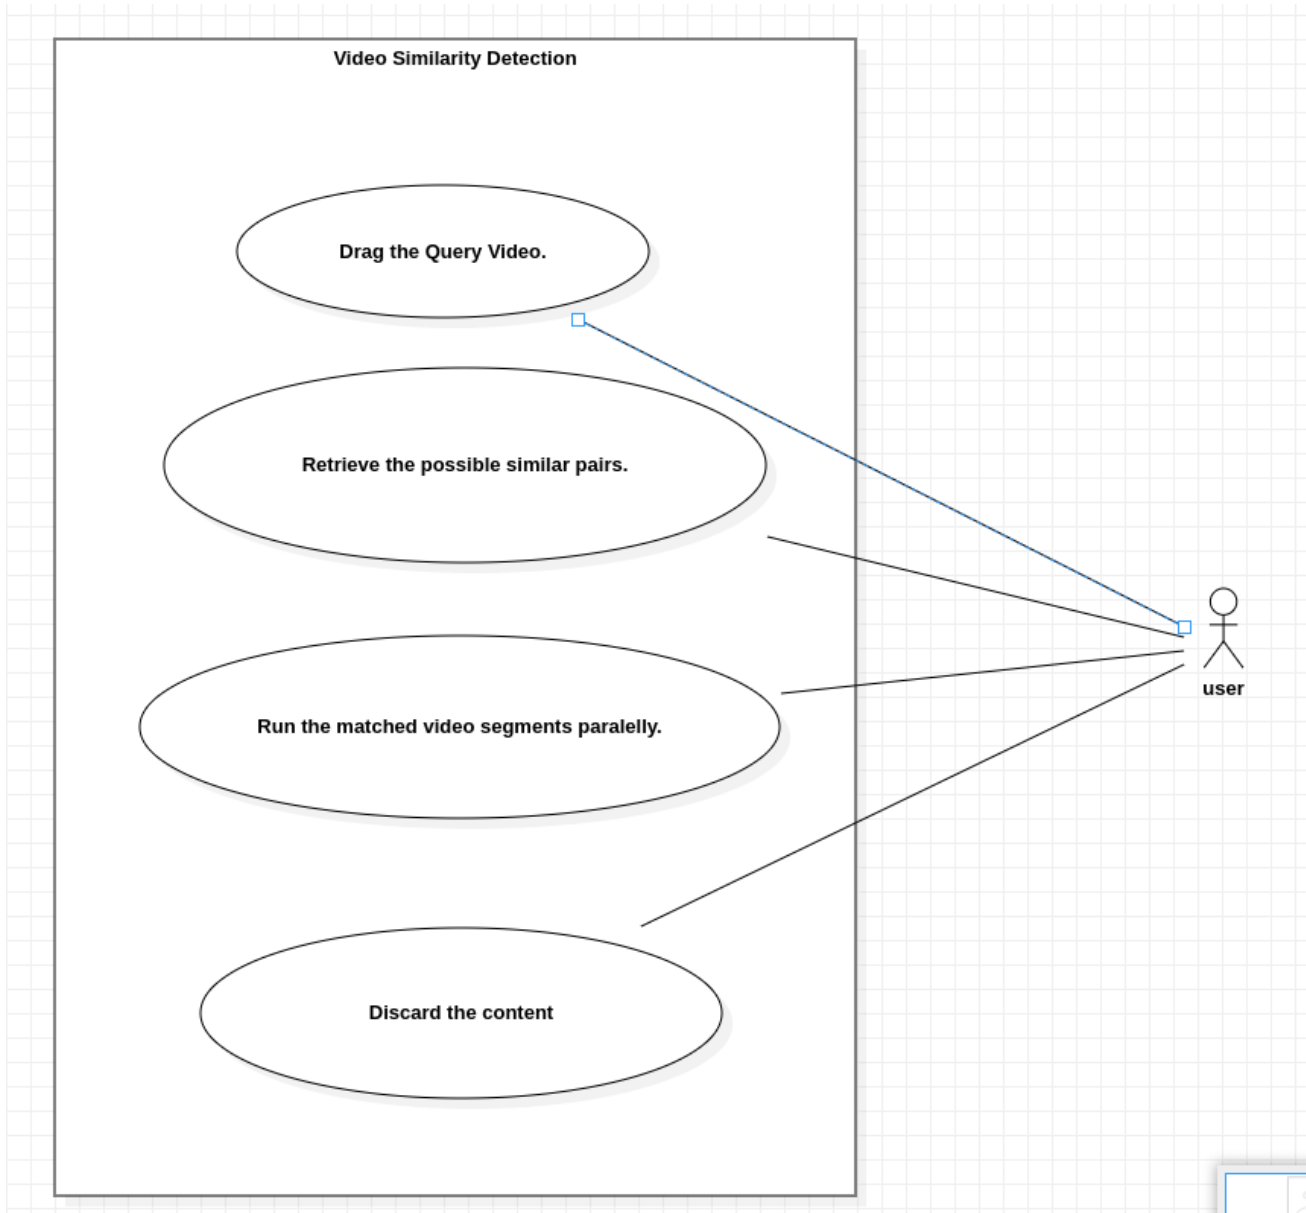 Video Similarity Detection
Drag the Query Video.
Retrieve the possible similar pairs.
Run the matched video segments paralelly.
user
Discard the content